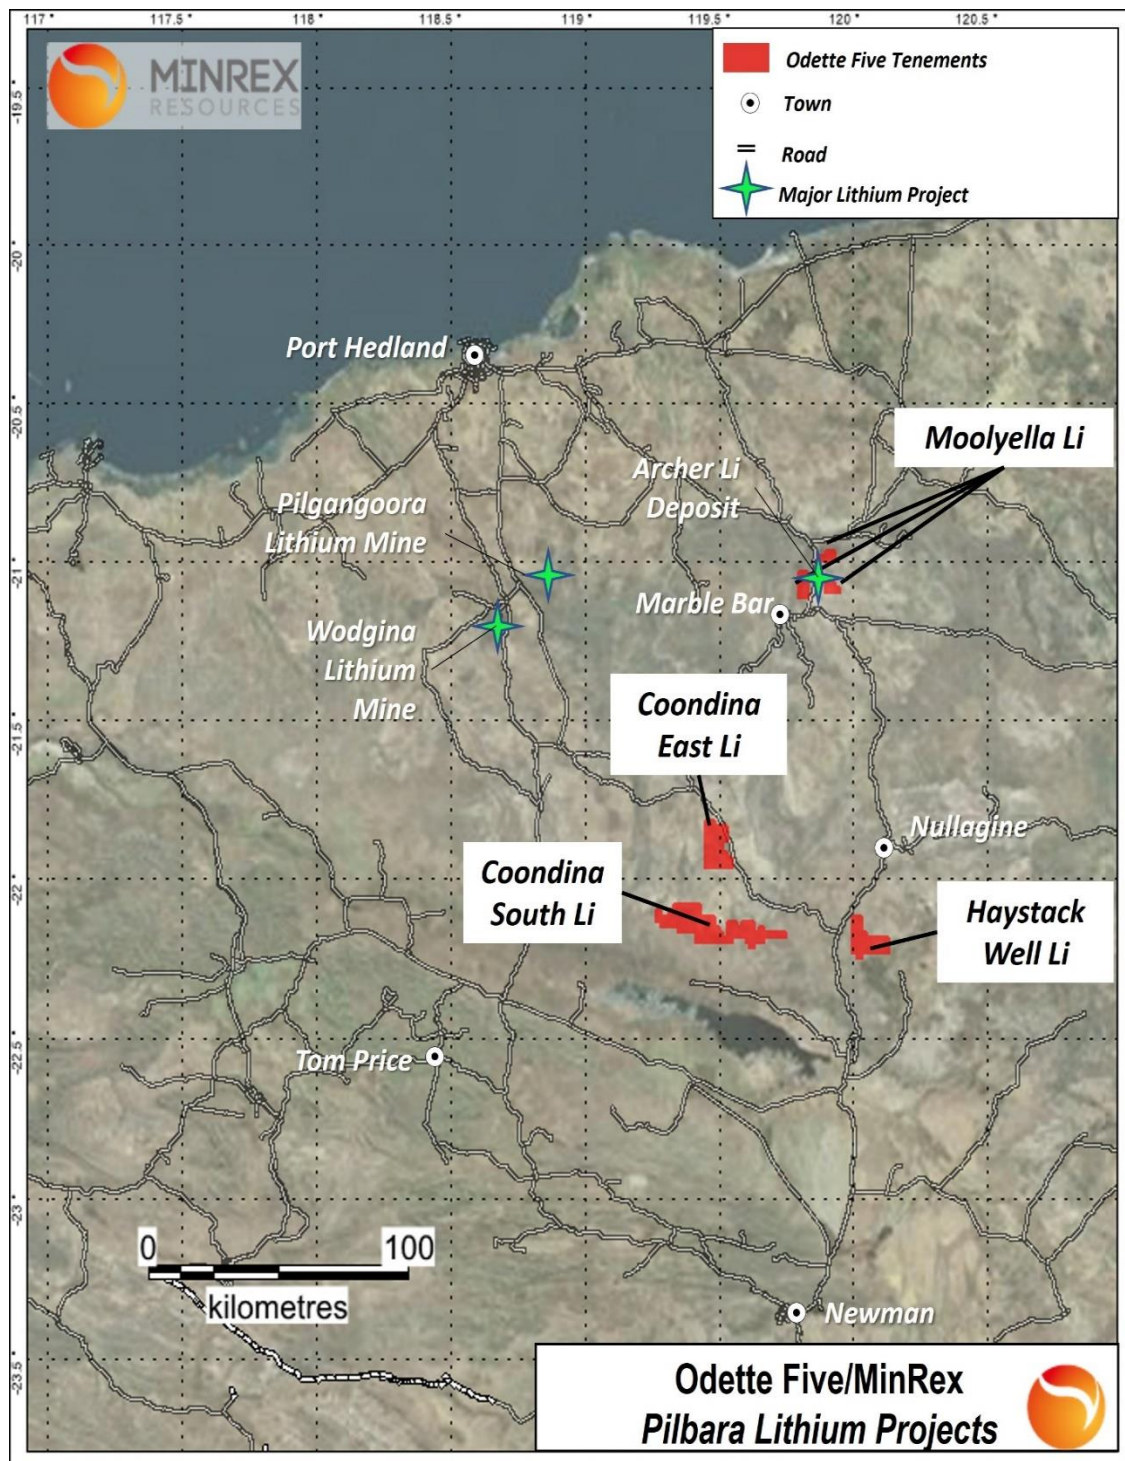 117°
117.5°
118°
118.5°
119°
119.5°
120°
120.5°
-19.5°
-20°
-20.5°
-21°
-21.5°
-22°
-22.5°
-23°
-23.5°
MINREX
RESOURCES
Odette Five Tenements
Town
Road
Major Lithium Project
Port Hedland
Moolyella Li
Archer Li
Deposit
Pilgangoora
Lithium Mine
Marble Bar
Wodgina
Lithium
Mine
Coondina
East Li
Nullagine
Coondina
South Li
Haystack
Well Li
Tom Price
0
100
kilometres
Newman
Odette Five/MinRex
Pilbara Lithium Projects